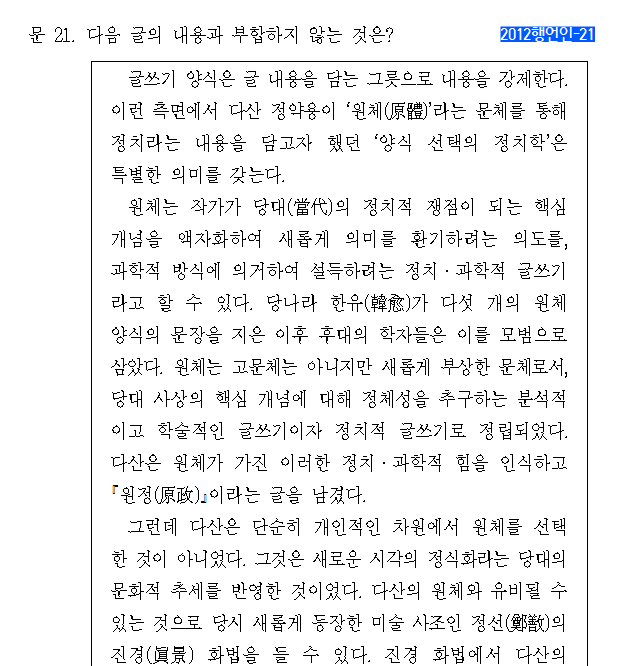 문 21. 다음 글의 내용과 부합하지 않는 것은?
2012행언인-21
글쓰기 양식은 글 내용을 담는 그릇으로 내용을 강제한다.
이런 측면에서 다산 정약용이 ‘원체(原體)’라는 문체를 통해
정치라는 내용을 담고자 했던 ‘양식 선택의 정치학’은
특별한 의미를 갖는다.
원체는 작가가 당대(當代)의 정치적 쟁점이 되는 핵심
개념을 액자화하여 새롭게 의미를 환기하려는 의도를,
과학적 방식에 의거하여 설득하려는 정치·과학적 글쓰기
라고 할 수 있다. 당나라 한유(韓愈)가 다섯 개의 원체
양식의 문장을 지은 이후 후대의 학자들은 이를 모범으로
삼았다. 원체는 고문체는 아니지만 새롭게 부상한 문체로서,
당대 사상의 핵심 개념에 대해 정체성을 추구하는 분석적
이고 학술적인 글쓰기이자 정치적 글쓰기로 정립되었다.
다산은 원체가 가진 이러한 정치·과학적 힘을 인식하고
『원정(原政)』이라는 글을 남겼다.
그런데 다산은 단순히 개인적인 차원에서 원체를 선택
한 것이 아니었다. 그것은 새로운 시각의 정식화라는 당대의
문화적 추세를 반영한 것이었다. 다산의 원체와 유비될 수
있는 것으로 당시 새롭게 등장한 미술 사조인 정선(鄭敾)의
진경(眞景) 화법을 들 수 있다. 진경 화법에서 다산의